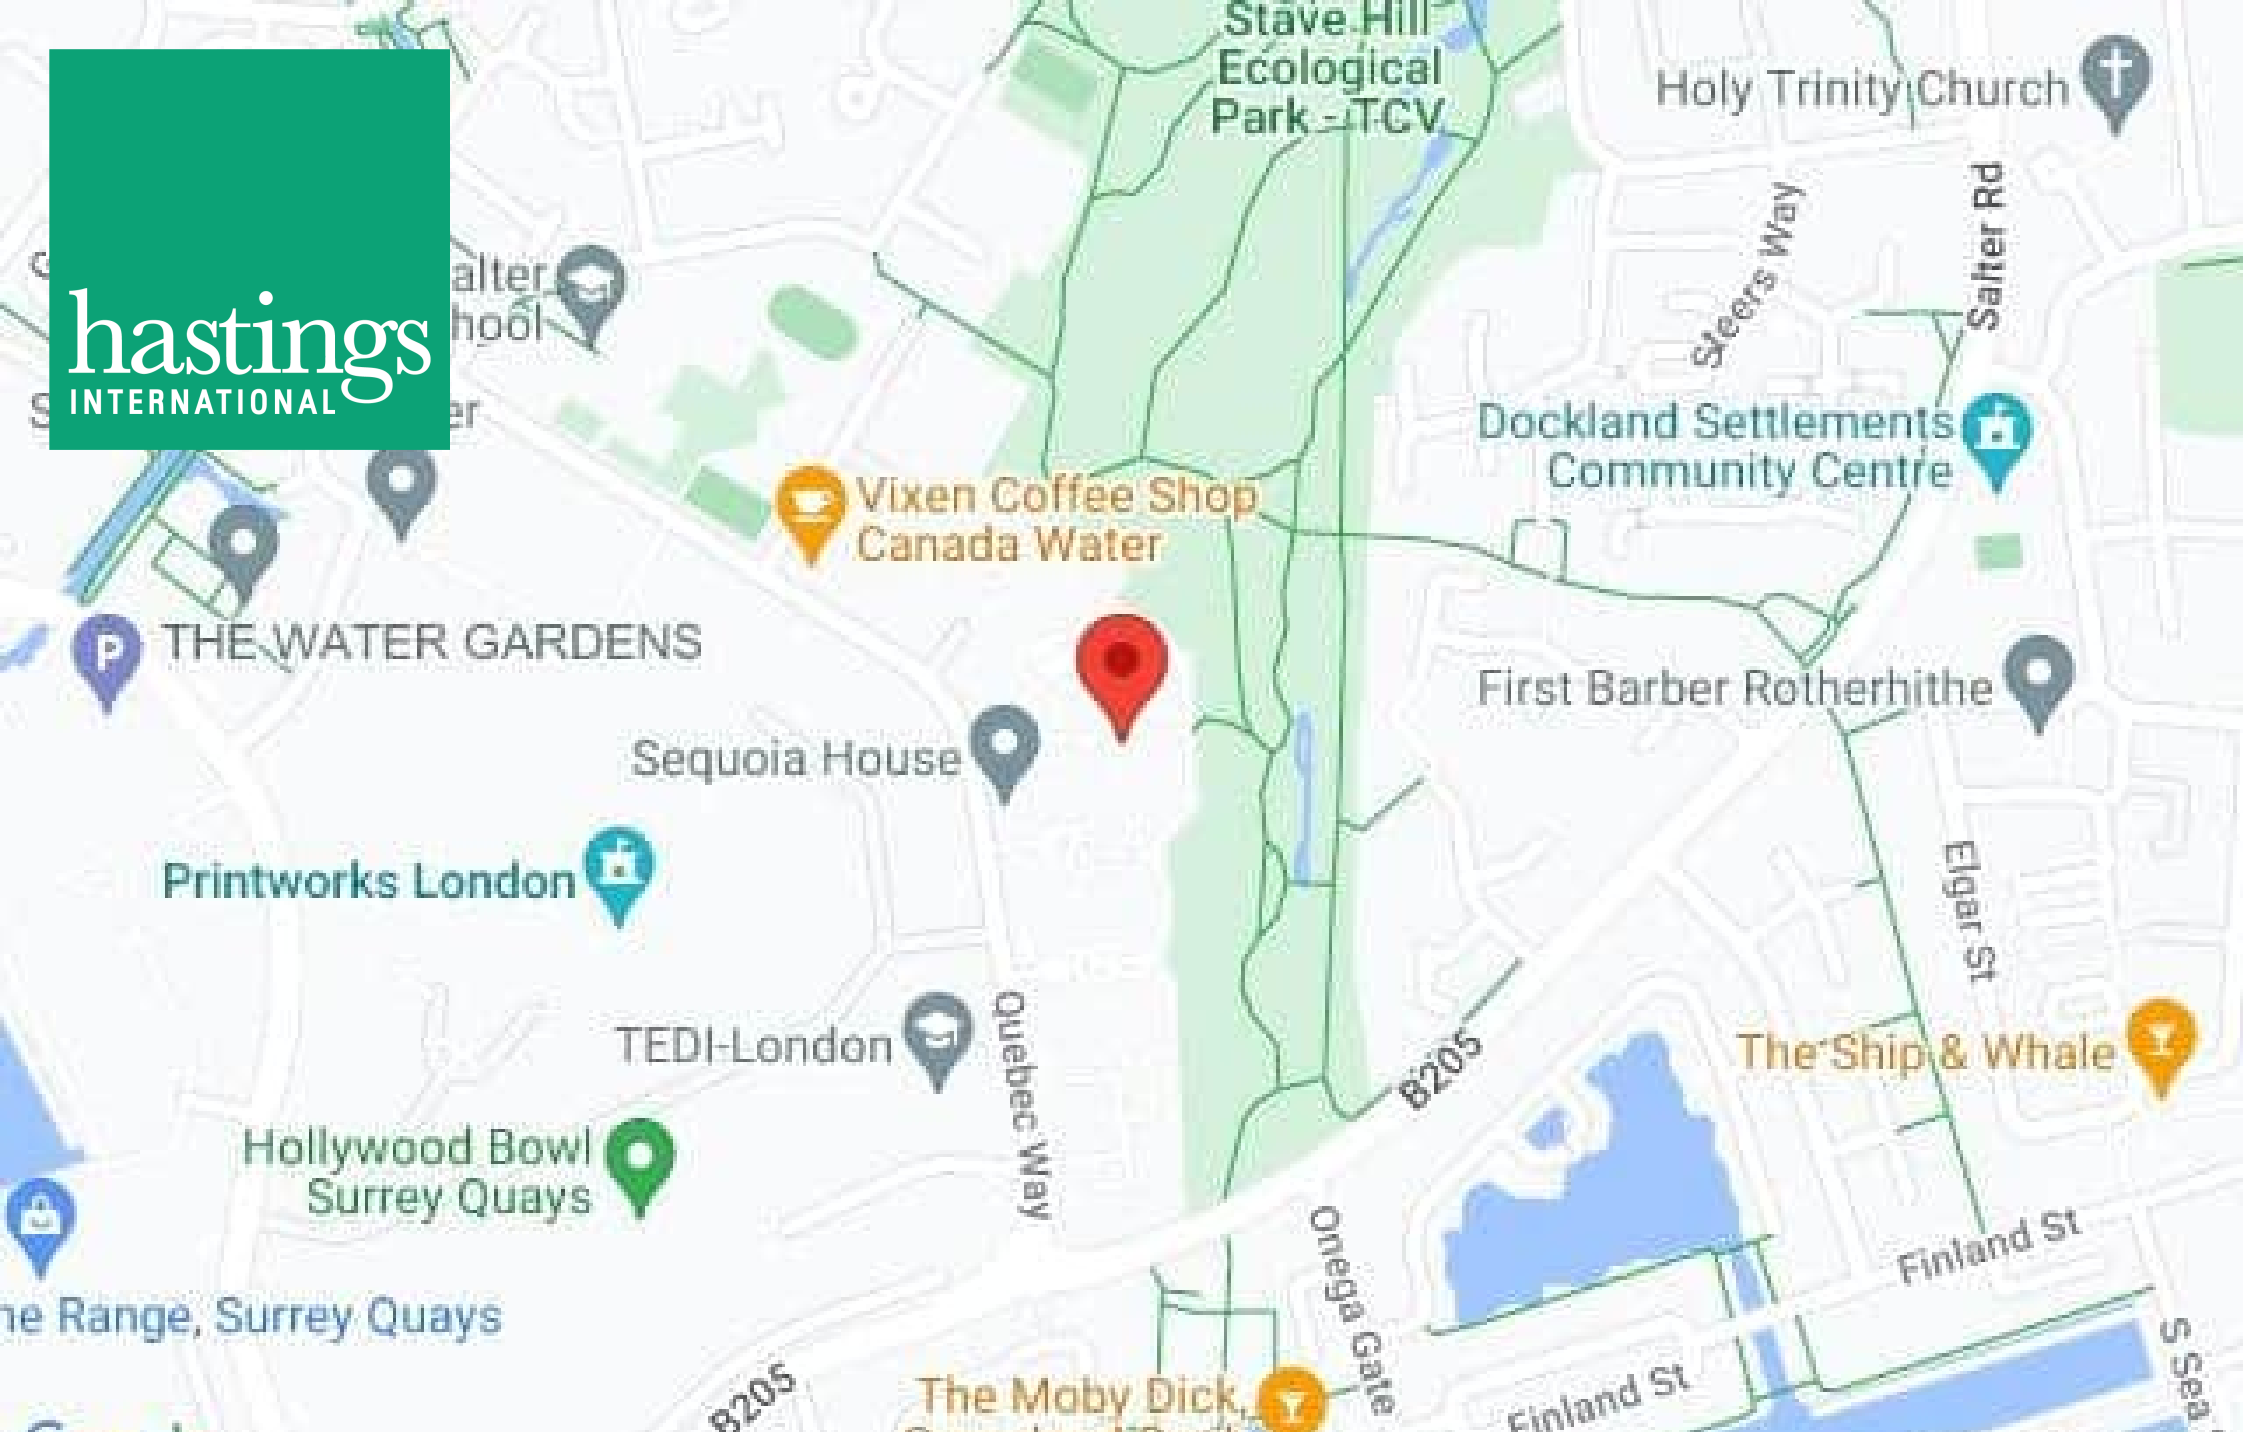 Stave Hill
Ecological
Park - TCV
Holy Trinity Church
hastings
INTERNATIONAL
Steers Way
Salter Rd
Dockland Settlements
Community Centre
Vixen Coffee Shop
Canada Water
THE WATER GARDENS
P
First Barber Rotherhithe
Sequoia House
Printworks London
Elgar St
TEDI-London
Quebec Way
B205
The Ship & Whale
Hollywood Bowl
Surrey Quays
Onega Gate
Finland St
Range, Surrey Quays
B205
The Moby Dick,
Finland St
S Sea